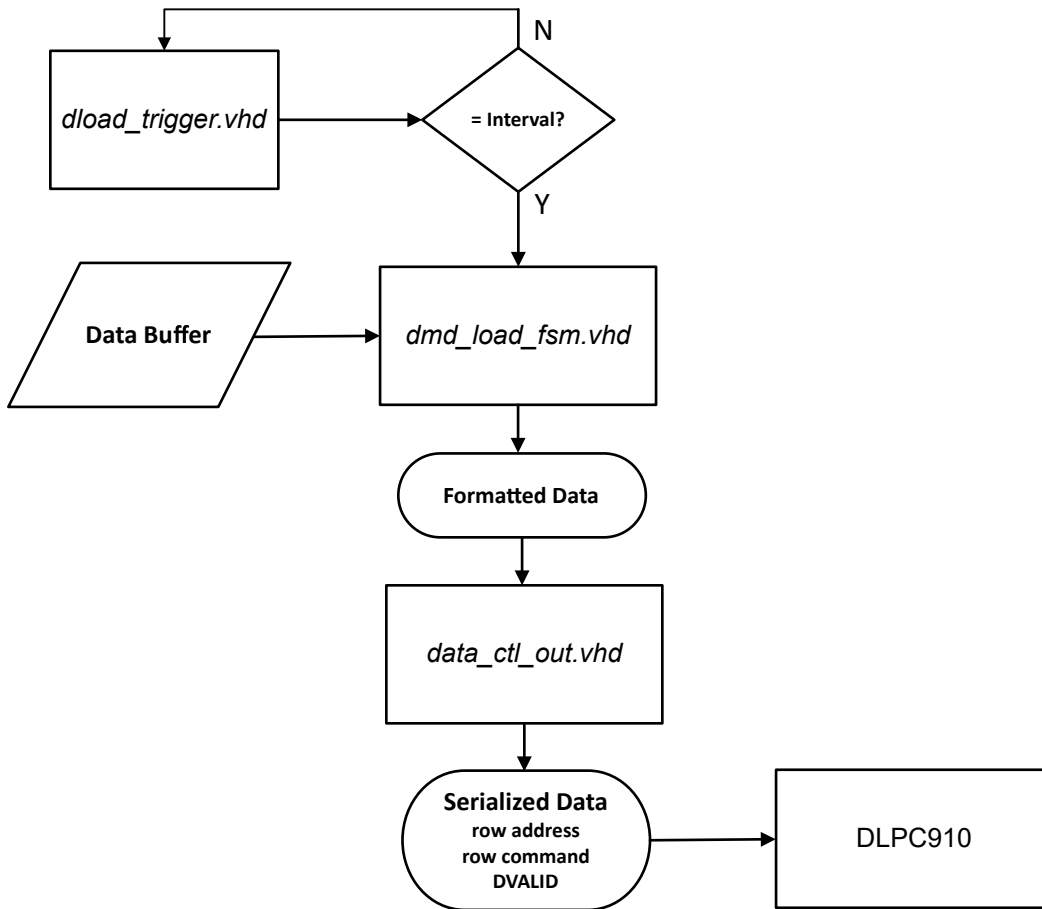 N
dload_trigger.vhd
= Interval?
Y
Data Buffer
dmd_load_fsm.vhd
Formatted Data
data_ctl_out.vhd
Serialized Data
row address
row command
DVALID
DLPC910